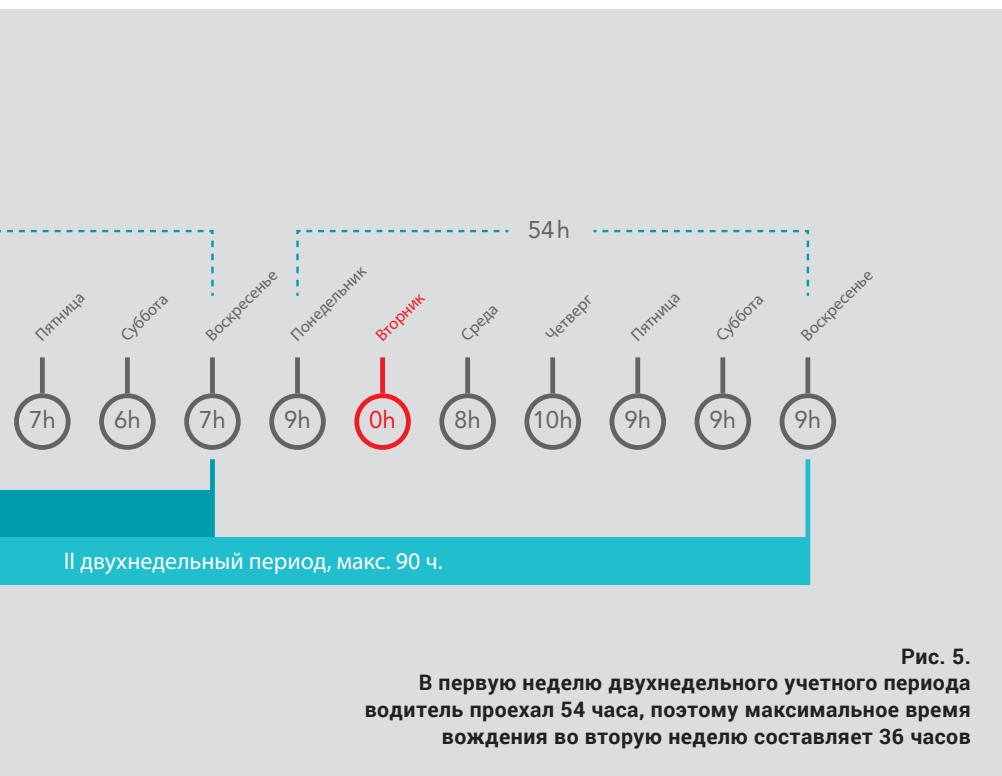 54h
Пятница
Суббота
Воскресенье
Понедельник
Вторник
Среда
Четверг
Пятница
Суббота
Воскресенье
7h
6h
7h
9h
0h
8h
10h
9h
9h
9h
II двухнедельный период, макс. 90 ч.
Рис. 5.
В первую неделю двухнедельного учетного периода
водитель проехал 54 часа, поэтому максимальное время
вождения во вторую неделю составляет 36 часов